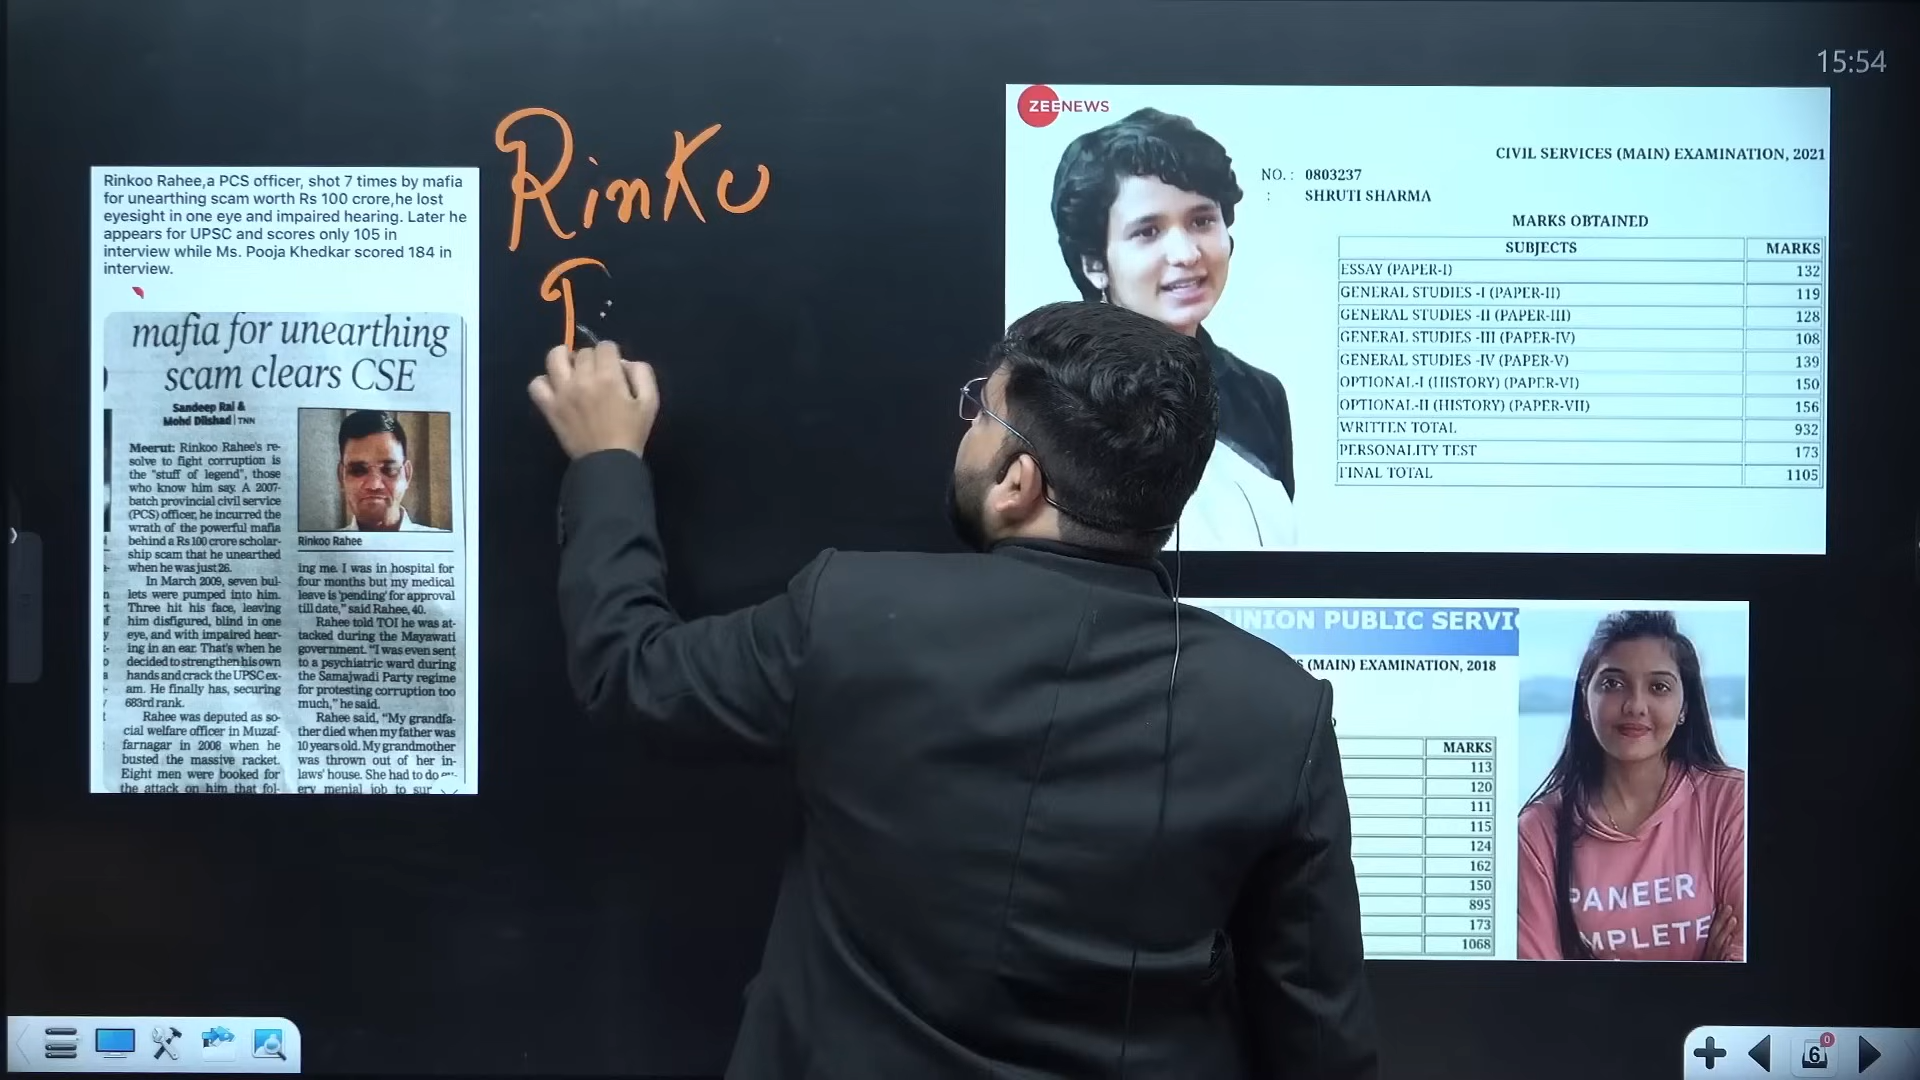 15:54
Rinkoo Rahee,a PCS officer, shot 7 times by mafia
for unearthing scam worth Rs 100 crore,he lost
eyesight in one eye and impaired hearing. Later he
appears for UPSC and scores only 105 in
interview while Ms. Pooja Khedkar scored 184 in
interview.
mafia for unearthing
scam clears CSE
Sandeep Rai &
Mohd Dilshad | TNN
Meerut: Rinkoo Rahee's re-
solve to fight corruption is
the "stuff of legend", those
who know him say. A 2007-
batch provincial civil service
(PCS) officer, he incurred the
wrath of the powerful mafia
behind a Rs 100 crore scholar-
ship scam that he unearthed
when he was just 26.
In March 2009, seven bul-
lets were pumped into him.
Three hit his face, leaving
him disfigured, blind in one
eye, and with impaired hear-
ing in an ear. That's when he
decided to strengthen his own
hands and crack the UPSC ex-
am. He finally has, securing
683rd rank.
Rahee was deputed as so-
cial welfare officer in Muzaf-
farnagar in 2008 when he
busted the massive racket.
Eight men were booked for
the attack on him that fol-
Rinkoo Rahee
ing me. I was in hospital for
four months but my medical
leave is 'pending' for approval
till date," said Rahee, 40.
Rahee told TOI he was at-
tacked during the Mayawati
government. "I was even sent
to a psychiatric ward during
the Samajwadi Party regime
for protesting corruption too
much," he said.
Rahee said, "My grandfa-
ther died when my father was
10 years old. My grandmother
was thrown out of her in-
laws' house. She had to do
ery menial job to sur
Rinku
ZEENEWS
CIVIL SERVICES (MAIN) EXAMINATION, 2021
NO. : 0803237
: SHRUTI SHARMA
MARKS OBTAINED
SUBJECTS MARKS
ESSAY (PAPER-I) 132
GENERAL STUDIES -I (PAPER-II) 119
GENERAL STUDIES -II (PAPER-III) 128
GENERAL STUDIES -III (PAPER-IV) 108
GENERAL STUDIES -IV (PAPER-V) 139
OPTIONAL-I (HISTORY) (PAPER-VI) 150
OPTIONAL-II (HISTORY) (PAPER-VII) 156
WRITTEN TOTAL 932
PERSONALITY TEST 173
FINAL TOTAL 1105
UNION PUBLIC SERVI
(MAIN) EXAMINATION, 2018
MARKS
113
120
111
115
124
162
150
895
173
1068
PANEER
MPLETE
6
0